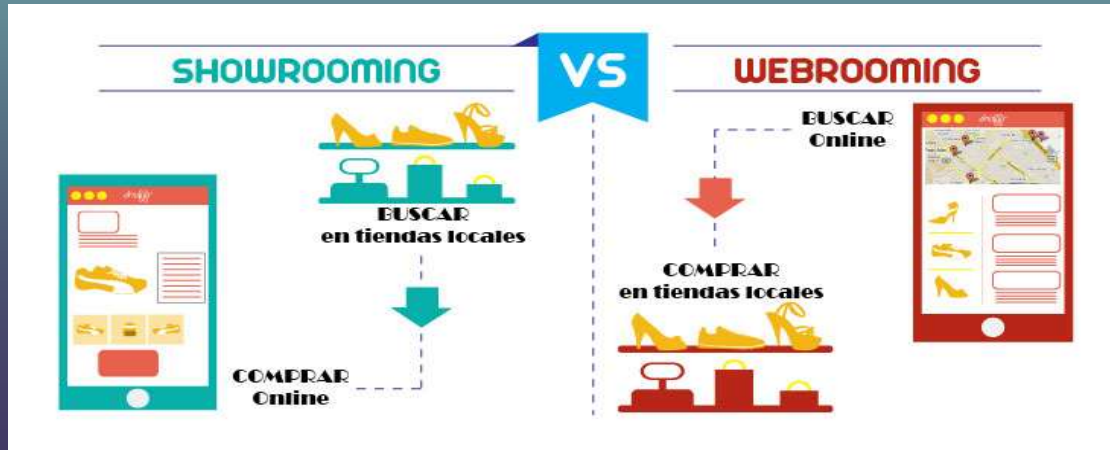 SHOWROOMING
VS
WEBROOMING
BUSCAR
en tiendas locales
COMPRAR
Online
BUSCAR
Online
COMPRAR
en tiendas locales